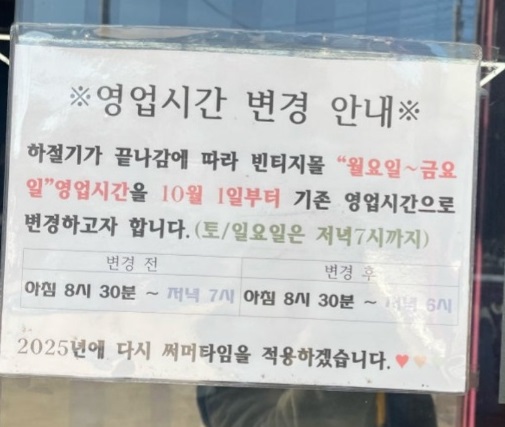 ※영업시간 변경 안내※
하절기가 끝나감에 따라 빈티지몰 “월요일~금요
일”영업시간을 10월 1일부터 기존 영업시간으로
변경하고자 합니다.(토/일요일은 저녁7시까지)
변경 전 변경 후
아침 8시 30분 ~ 저녁 7시 아침 8시 30분 ~ 저녁 6시
2025년에 다시 써머타임을 적용하겠습니다.♥♥